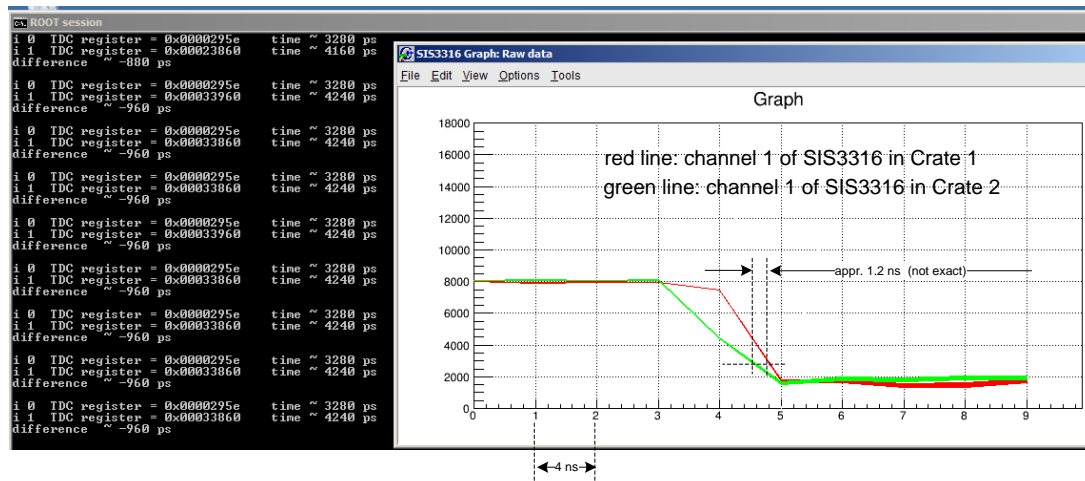 ROOT session
i 0 TDC register = 0x0000295e time ~ 3280 ps
i 1 TDC register = 0x00023860 time ~ 4160 ps
difference ~ -880 ps
i 0 TDC register = 0x0000295e time ~ 3280 ps
i 1 TDC register = 0x00033960 time ~ 4240 ps
difference ~ -960 ps
i 0 TDC register = 0x0000295e time ~ 3280 ps
i 1 TDC register = 0x00033860 time ~ 4240 ps
difference ~ -960 ps
i 0 TDC register = 0x0000295e time ~ 3280 ps
i 1 TDC register = 0x00033860 time ~ 4240 ps
difference ~ -960 ps
i 0 TDC register = 0x0000295e time ~ 3280 ps
i 1 TDC register = 0x00033960 time ~ 4240 ps
difference ~ -960 ps
i 0 TDC register = 0x0000295e time ~ 3280 ps
i 1 TDC register = 0x00033860 time ~ 4240 ps
difference ~ -960 ps
i 0 TDC register = 0x0000295e time ~ 3280 ps
i 1 TDC register = 0x00033860 time ~ 4240 ps
difference ~ -960 ps
i 0 TDC register = 0x0000295e time ~ 3280 ps
i 1 TDC register = 0x00033860 time ~ 4240 ps
difference ~ -960 ps
i 0 TDC register = 0x0000295e time ~ 3280 ps
i 1 TDC register = 0x00033860 time ~ 4240 ps
difference ~ -960 ps
SIS3316 Graph: Raw data
File Edit View Options Tools
Graph
18000
16000
14000
12000
10000
8000
6000
4000
2000
0
red line: channel 1 of SIS3316 in Crate 1
green line: channel 1 of SIS3316 in Crate 2
appr. 1.2 ns (not exact)
0 1 2 3 4 5 6 7 8 9
4 ns